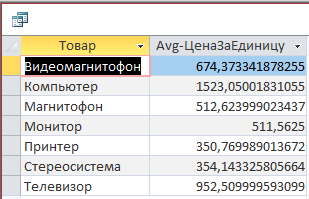 Товар Avg-ЦенаЗаЕдиницу
Видеомагнитофон 674,373341878255
Компьютер 1523,05001831055
Магнитофон 512,623999023437
Монитор 511,5625
Принтер 350,769989013672
Стереосистема 354,143325805664
Телевизор 952,509999593099